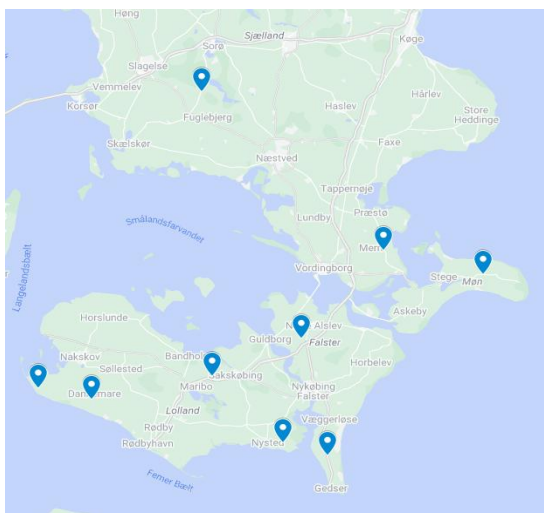 Høng
Sjælland
Køge
Sorø
Slagelse
Vemmelev
Hårlev
Korsør
Haslev
Store
Heddinge
Fuglebjerg
Skælskør
Faxe
Næstved
Tappernøje
Præstø
Smålandsfarvandet
Lundby
Mern
Langelandsbælt
Vordingborg
Stege
Møn
Askeby
Horslunde
Alslev
Guldborg
Falster
Nakskov
Bandholm
Horbelev
Søllested
Sakskøbing
Maribo
Nykøbing
Falster
Dannemare
Lolland
Væggerløse
Rødby
Nysted
Rødbyhavn
Femer Bælt
Gedser